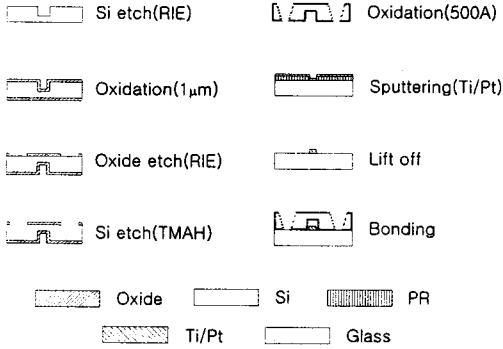 Si etch(RIE)
Oxidation(1μm)
Oxide etch(RIE)
Si etch(TMAH)
Oxidation(500A)
Sputtering(Ti/Pt)
Lift off
Bonding
Oxide
Si
PR
Ti/Pt
Glass